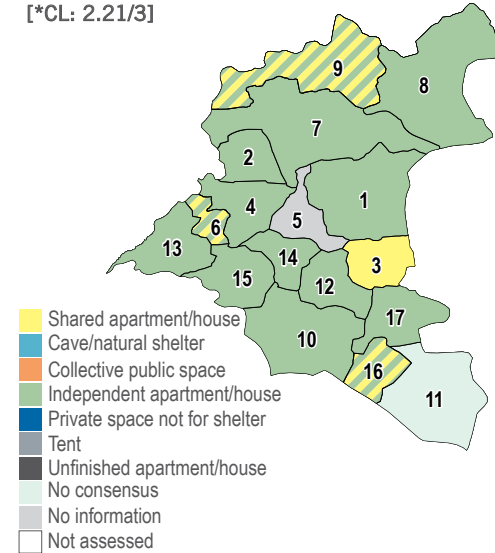 [*CL: 2.21/3]
9
8
7
2
1
4
5
6
13
14
3
15
12
17
10
16
11
Shared apartment/house
Cave/natural shelter
Collective public space
Independent apartment/house
Private space not for shelter
Tent
Unfinished apartment/house
No consensus
No information
Not assessed